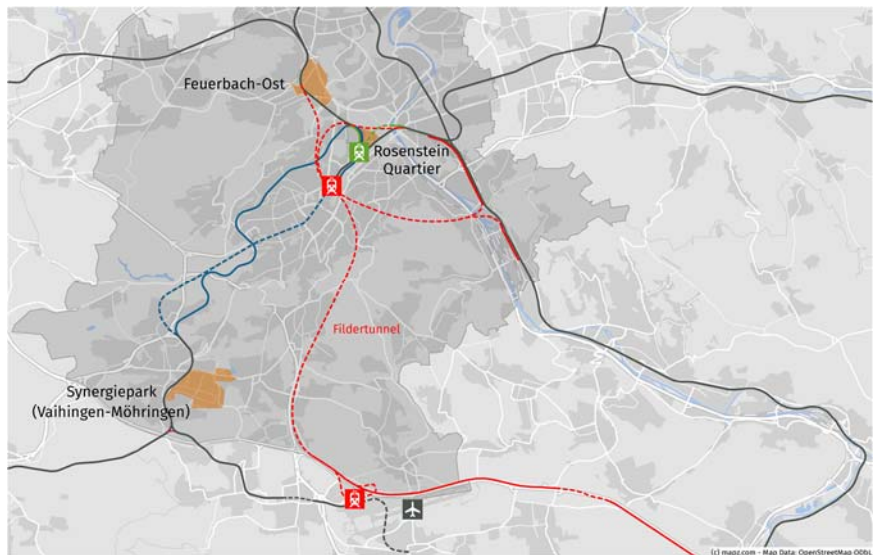 Feuerbach-Ost
Rosenstein
Quartier
Fildertunnel
Synergiepark
(Vaihingen-Möhringen)
(c) mapz.com - Map Data: OpenStreetMap ODbL